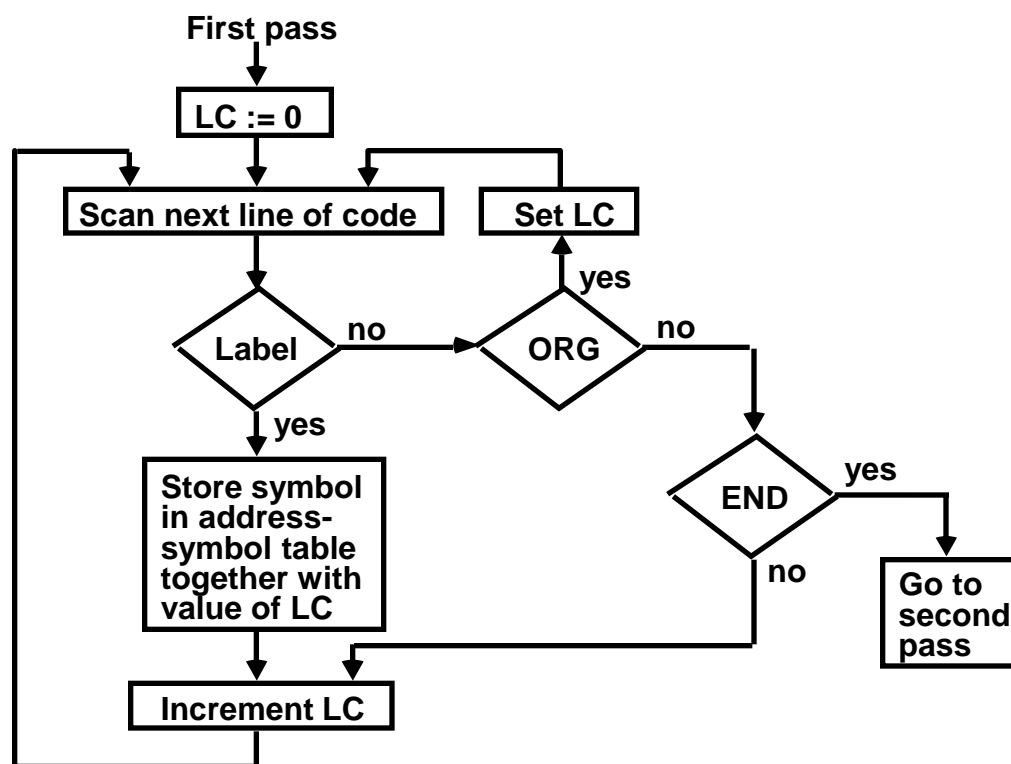 First pass
LC := 0
Scan next line of code
Set LC
yes
Label
no
ORG
no
yes
END
yes
no
Store symbol
in address-
symbol table
together with
value of LC
Go to
second
pass
Increment LC